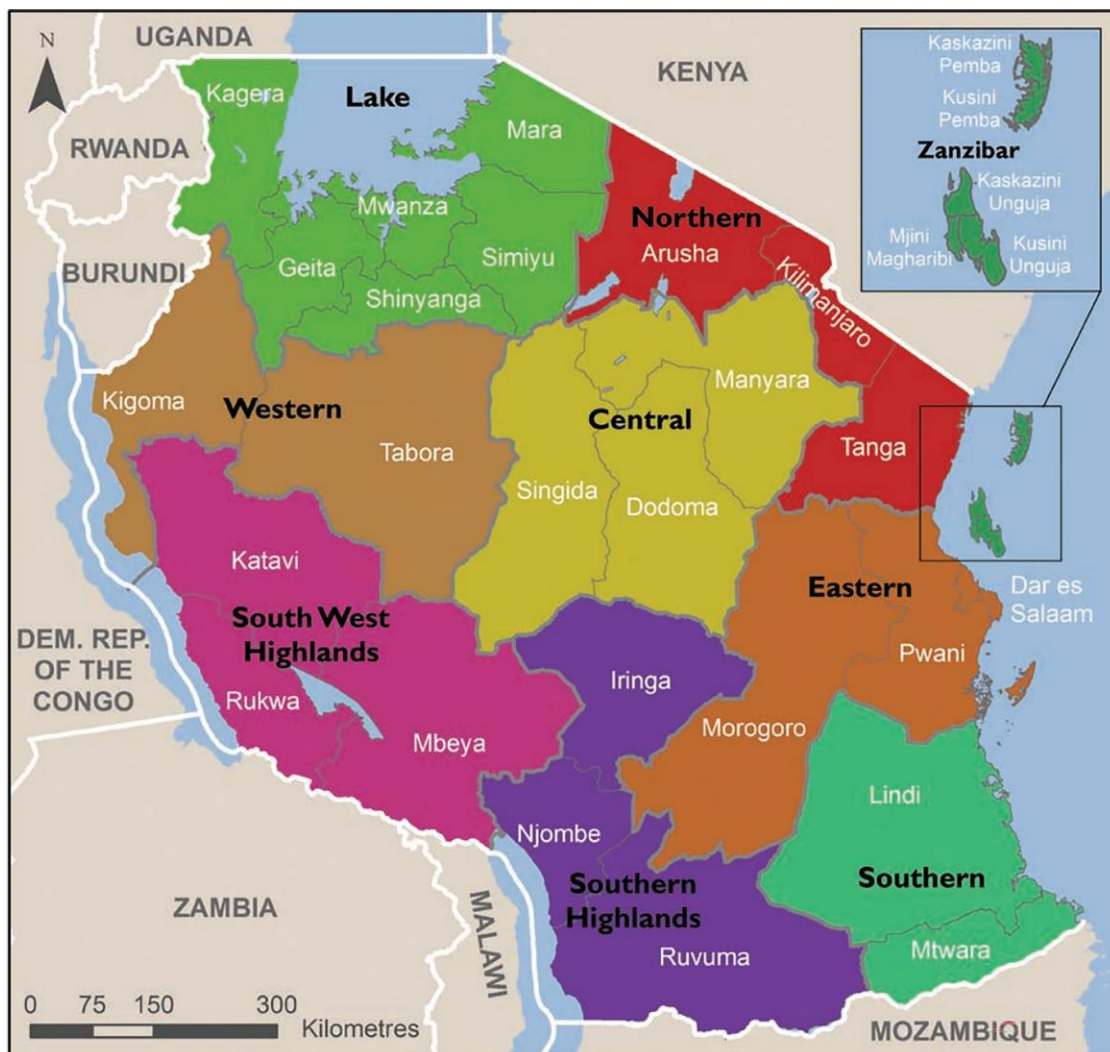 N
UGANDA
KENYA
RWANDA
BURUNDI
DEM. REP.
OF THE
CONGO
ZAMBIA
MALAWI
MOZAMBIQUE
Lake
Kagera
Mara
Mwanza
Geita
Simiyu
Shinyanga
Northern
Arusha
Kilimanjaro
Tanga
Western
Kigoma
Tabora
Central
Manyara
Singida
Dodoma
South West
Highlands
Katavi
Rukwa
Mbeya
Eastern
Dar es
Salaam
Pwani
Morogoro
Southern
Highlands
Iringa
Njombe
Ruvuma
Southern
Lindi
Mtwara
Kaskazini
Pemba
Kusini
Pemba
Zanzibar
Kaskazini
Unguja
Mjini
Magharibi
Kusini
Unguja
0 75 150 300
Kilometres